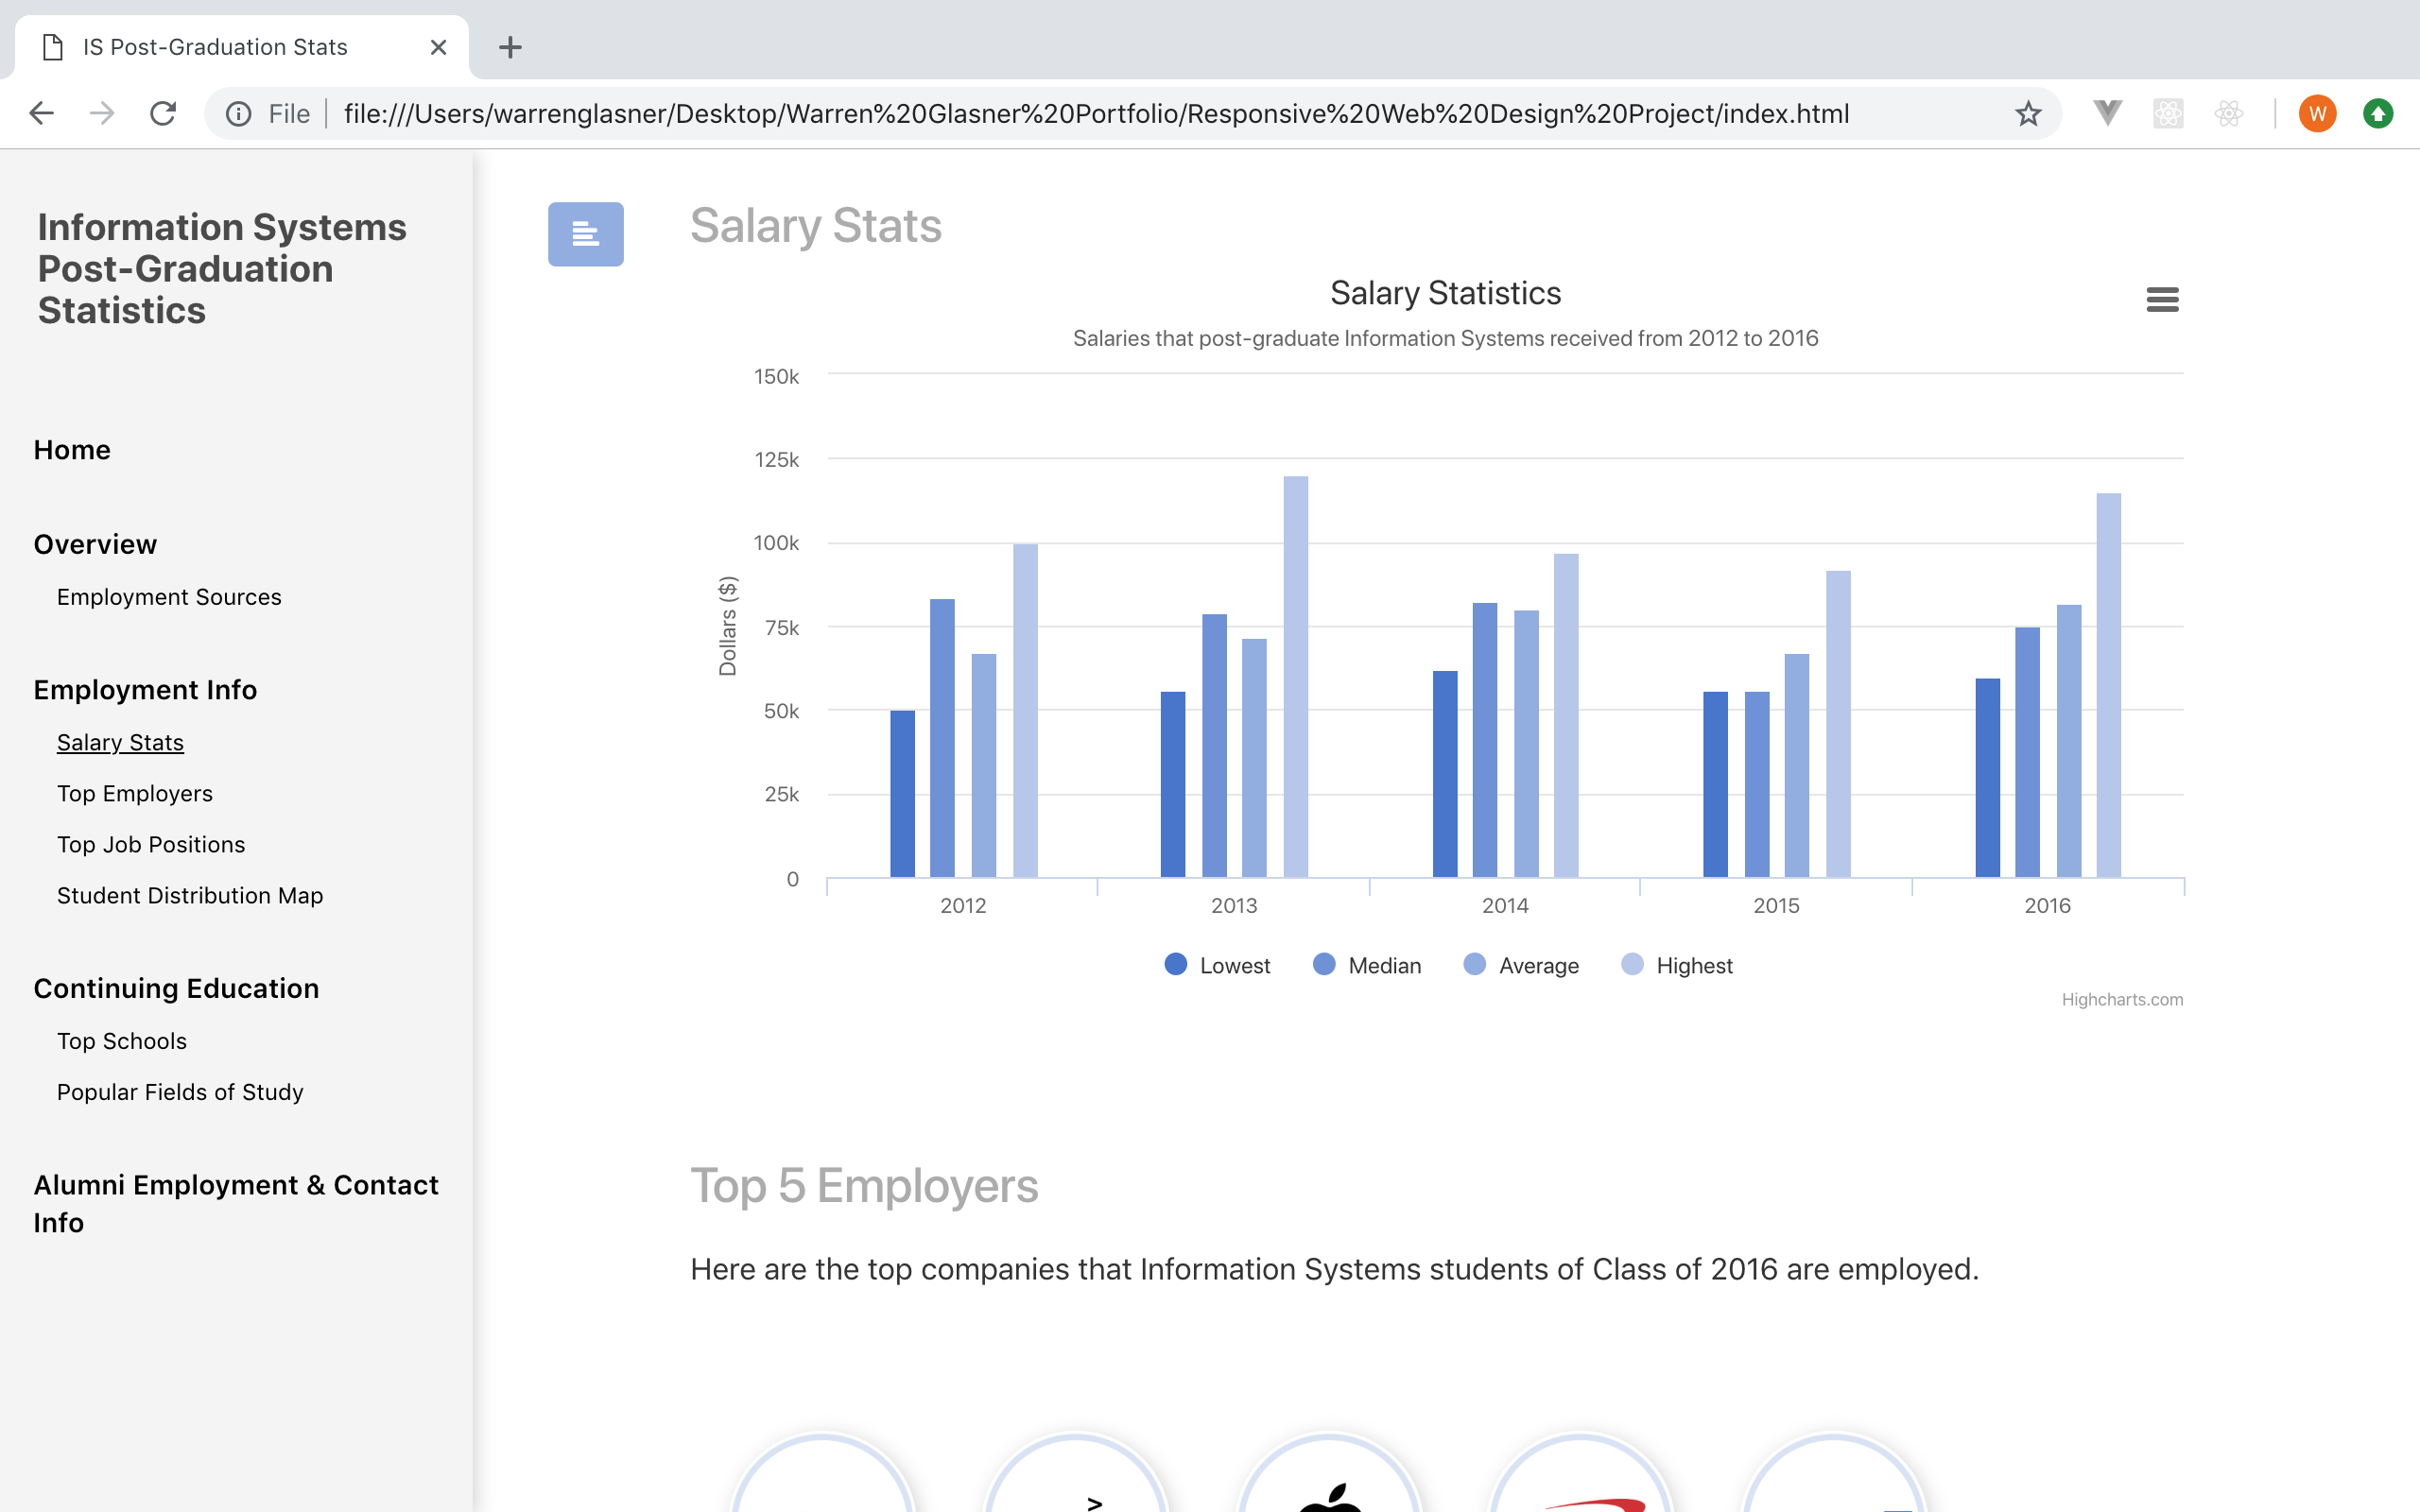 IS Post-Graduation Stats
File
file:///Users/warrenglasner/Desktop/Warren%20Glasner%20Portfolio/Responsive%20Web%20Design%20Project/index.html
W
Information Systems
Post-Graduation
Statistics
Home
Overview
Employment Sources
Employment Info
Salary Stats
Top Employers
Top Job Positions
Student Distribution Map
Continuing Education
Top Schools
Popular Fields of Study
Alumni Employment & Contact
Info
Salary Stats
Salary Statistics
Salaries that post-graduate Information Systems received from 2012 to 2016
Dollars ($)
150k
125k
100k
75k
50k
25k
0
2012 2013 2014 2015 2016
Lowest Median Average Highest
Highcharts.com
Top 5 Employers
Here are the top companies that Information Systems students of Class of 2016 are employed.
>